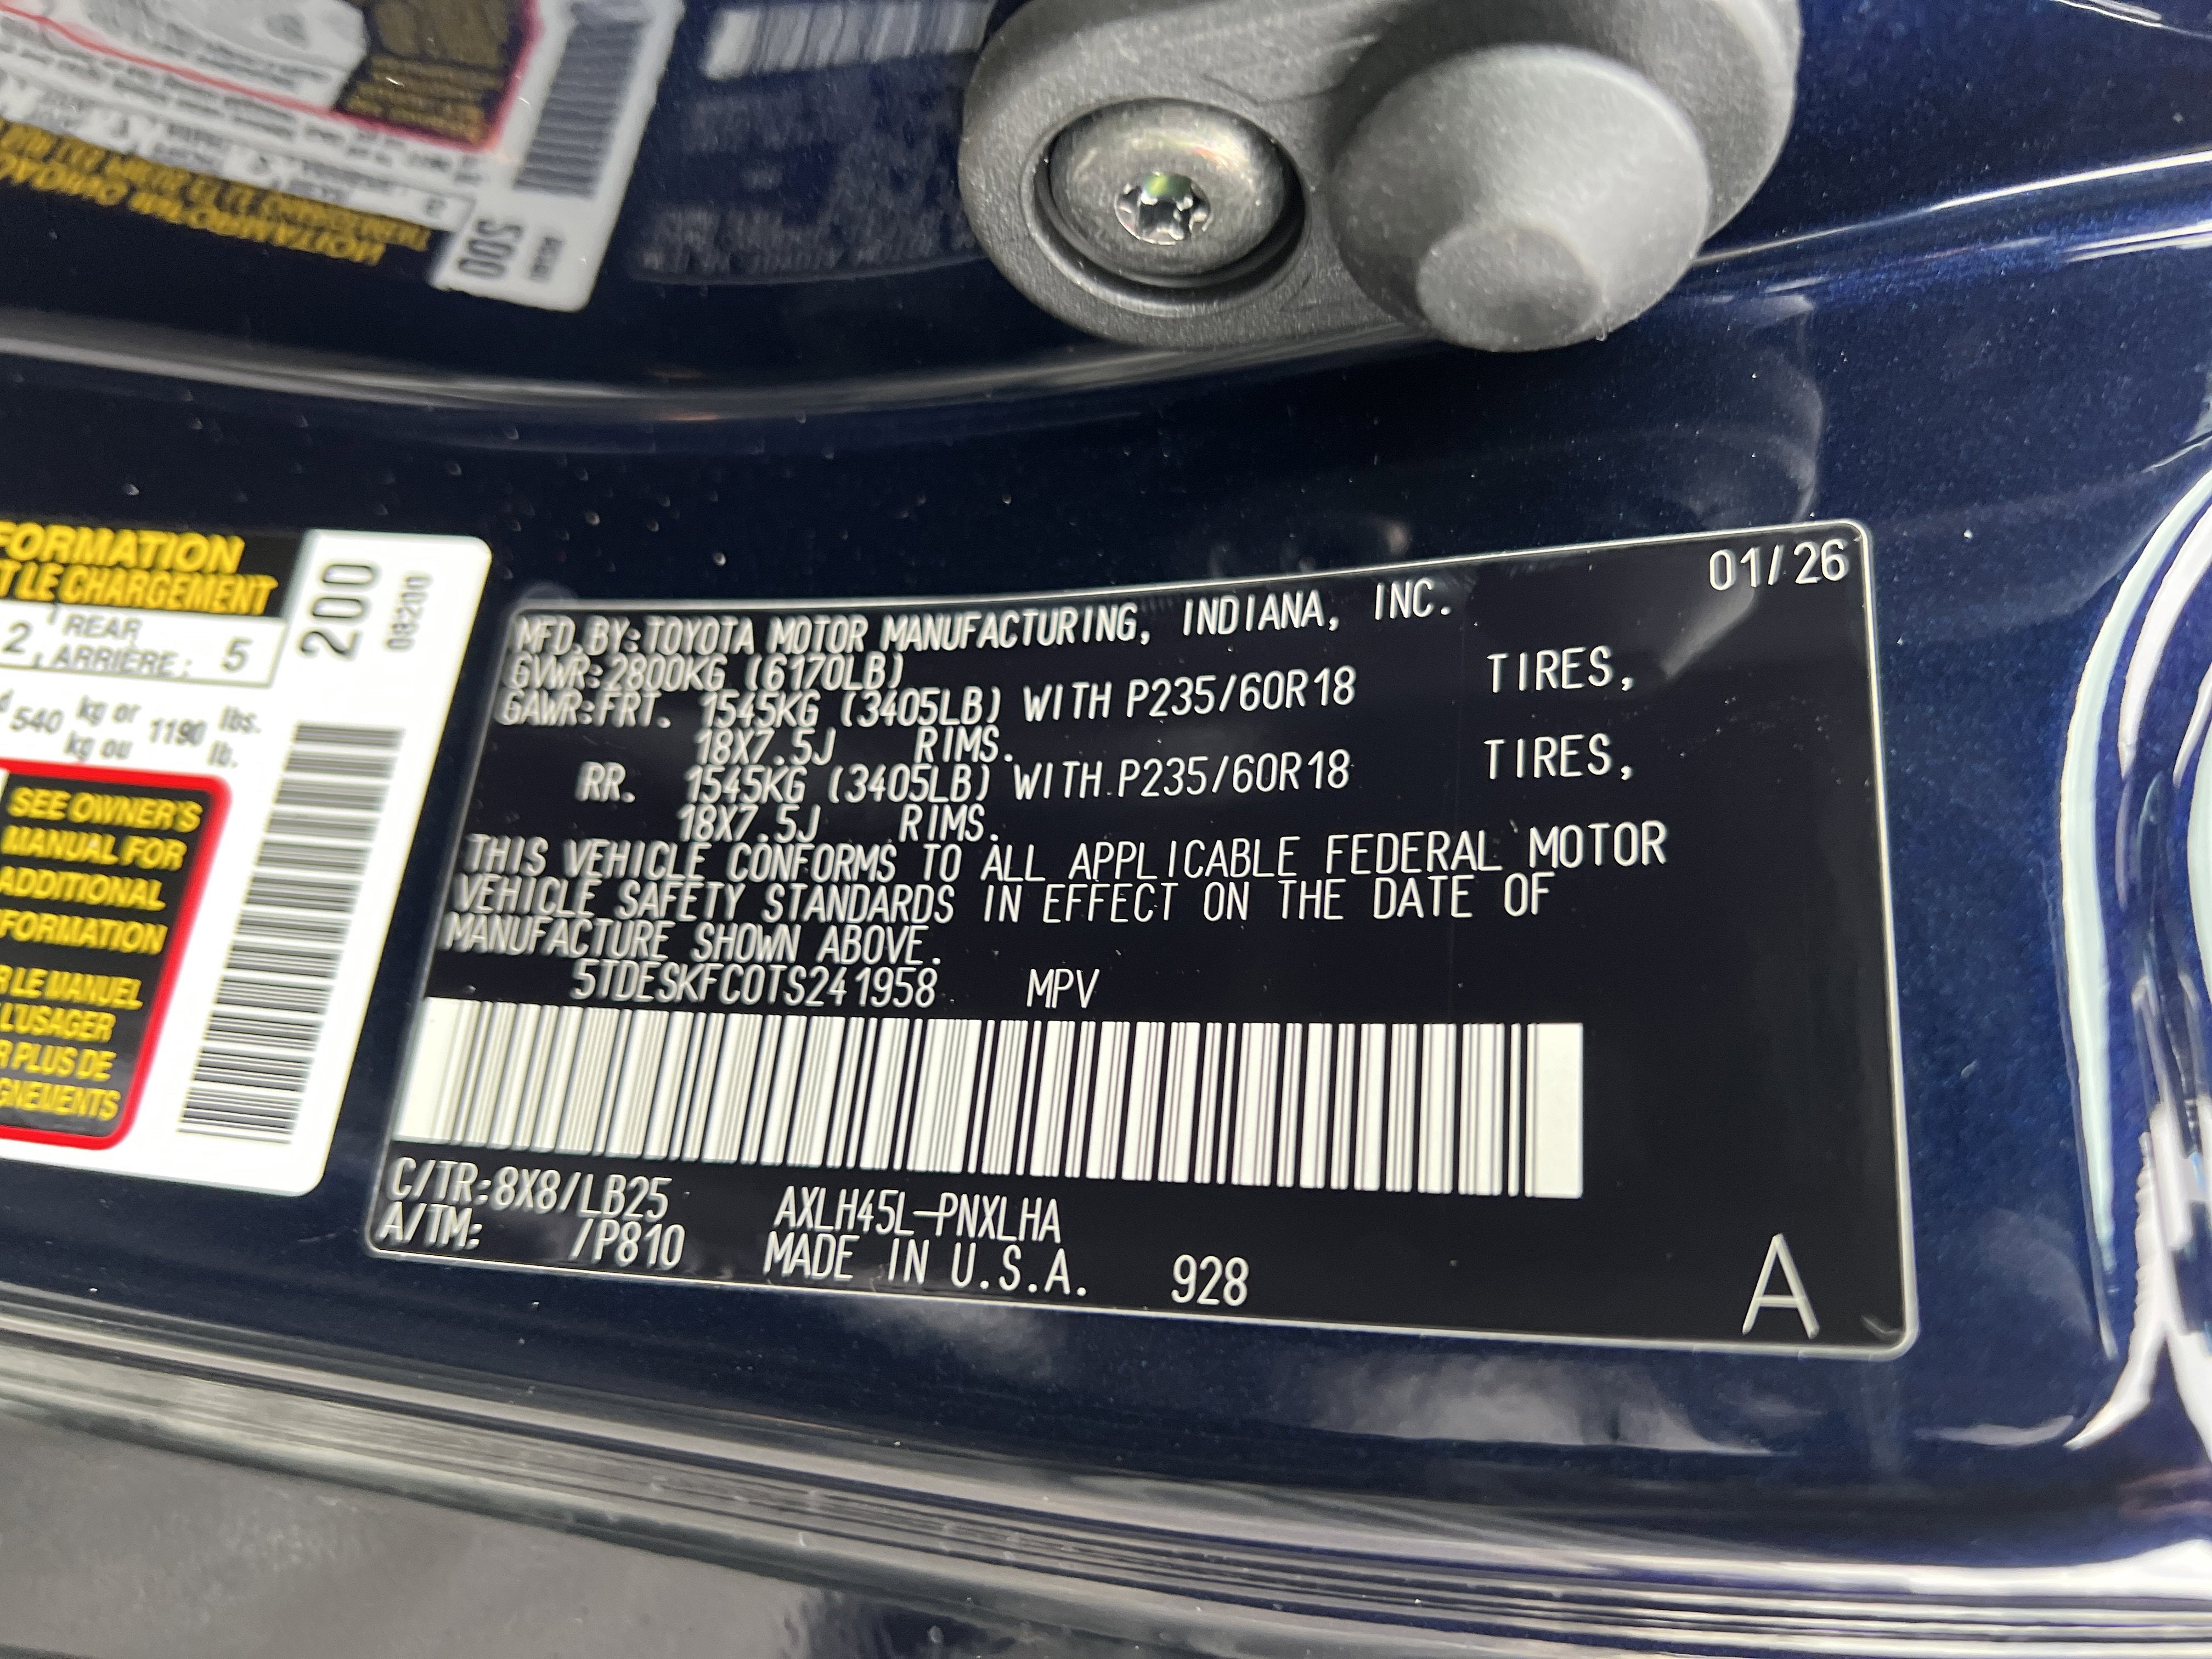 FORMATION
T LE CHARGEMENT
2, REAR
ARRIÈRE: 5
540 kg or 1190 lbs.
kg ou lb.
SEE OWNER'S
MANUAL FOR
ADDITIONAL
FORMATION
R LE MANUEL
L'USAGER
R PLUS DE
GNEMENTS
200
08200
01/26
MFD.BY:TOYOTA MOTOR MANUFACTURING, INDIANA, INC.
GVWR:2800KG (6170LB)
GAWR:FRT. 1545KG (3405LB) WITH P235/60R18 TIRES,
18X7.5J RIMS.
RR. 1545KG (3405LB) WITH P235/60R18 TIRES,
18X7.5J RIMS.
THIS VEHICLE CONFORMS TO ALL APPLICABLE FEDERAL MOTOR
VEHICLE SAFETY STANDARDS IN EFFECT ON THE DATE OF
MANUFACTURE SHOWN ABOVE.
5TDESKFC0TS241958 MPV
C/TR:8X8/LB25 AXLH45L-PNXLHA
A/TM: /P810 MADE IN U.S.A. 928
A